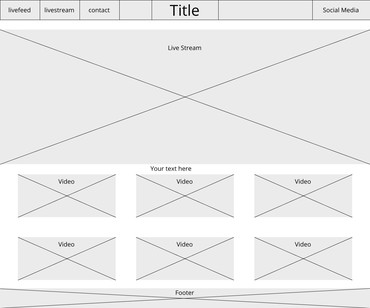 livefeed
livestream
contact
Title
Social Media
Live Stream
Your text here
Video
Video
Video
Video
Video
Video
Footer